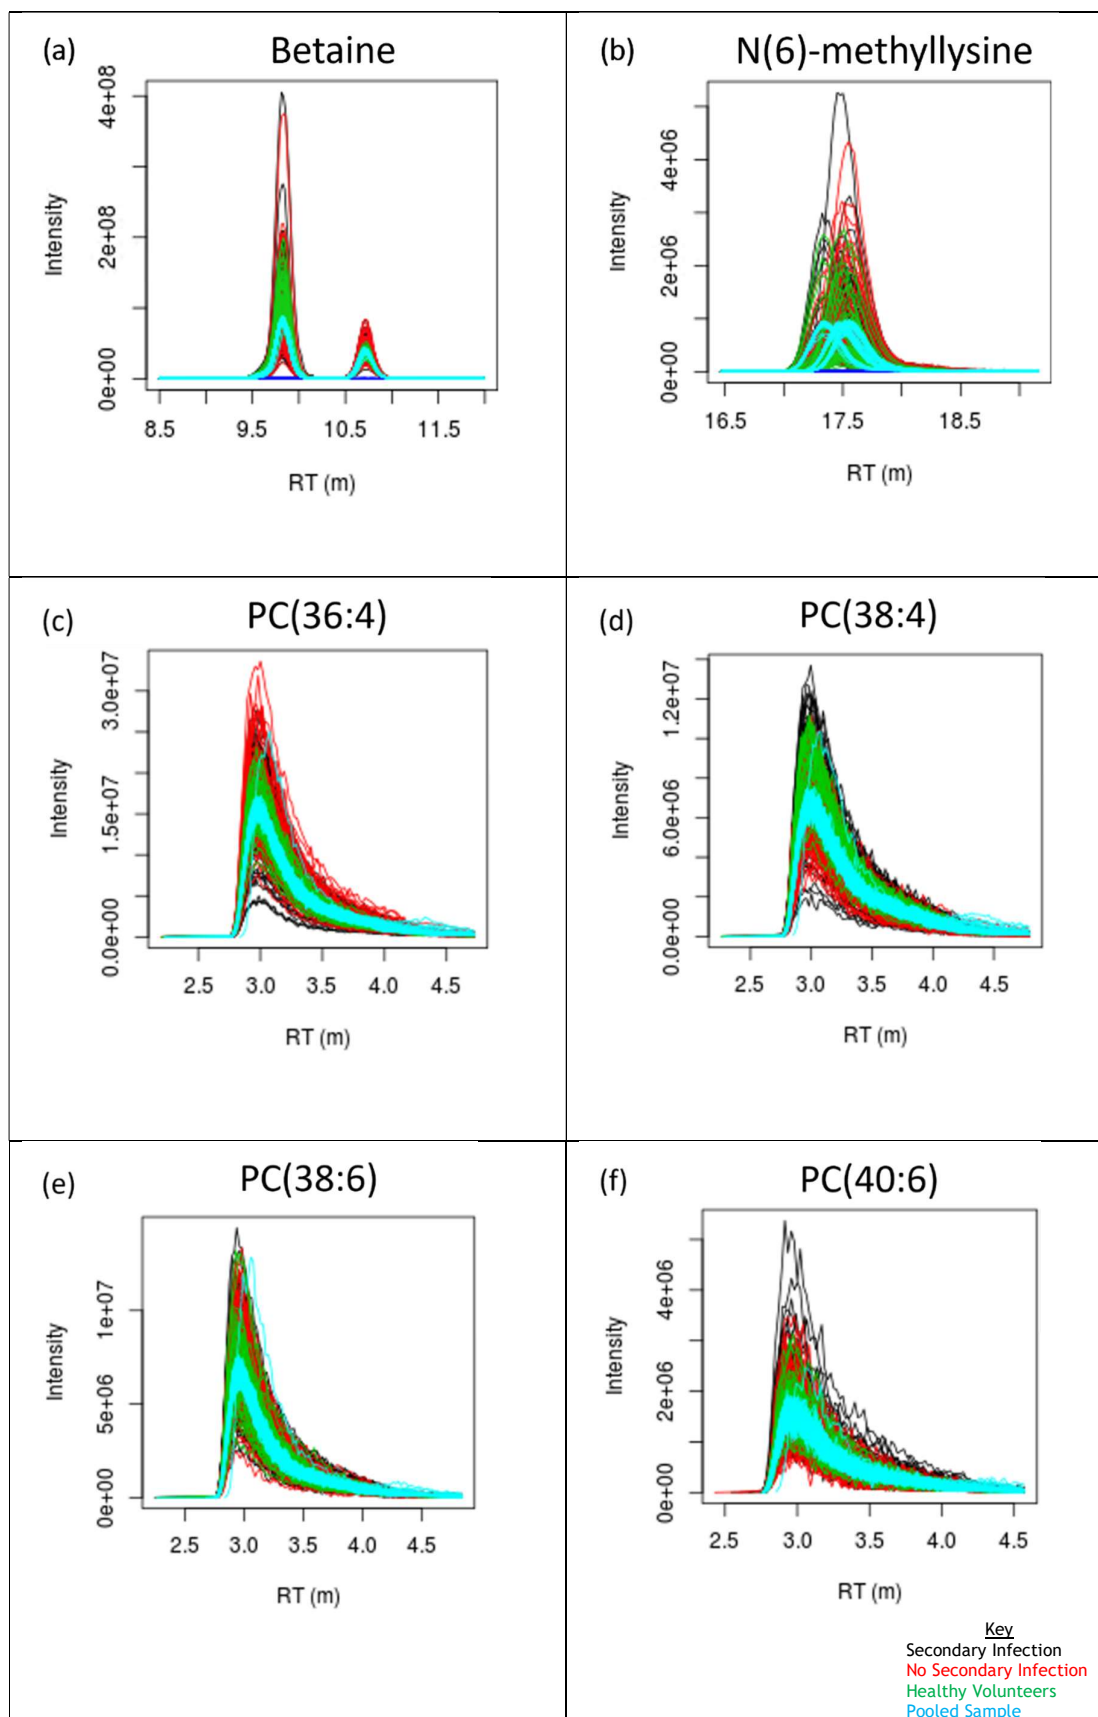 (a) Betaine
4e+08
2e+08
0e+00
Intensity
8.5 9.5 10.5 11.5
RT (m)
(b) N(6)-methyllysine
4e+06
2e+06
0e+00
Intensity
16.5 17.5 18.5
RT (m)
(c) PC(36:4)
3.0e+07
1.5e+07
0.0e+00
Intensity
2.5 3.0 3.5 4.0 4.5
RT (m)
(d) PC(38:4)
1.2e+07
6.0e+06
0.0e+00
Intensity
2.5 3.0 3.5 4.0 4.5
RT (m)
(e) PC(38:6)
1e+07
5e+06
0e+00
Intensity
2.5 3.0 3.5 4.0 4.5
RT (m)
(f) PC(40:6)
4e+06
2e+06
0e+00
Intensity
2.5 3.0 3.5 4.0 4.5
RT (m)
Key
Secondary Infection
No Secondary Infection
Healthy Volunteers
Pooled Sample